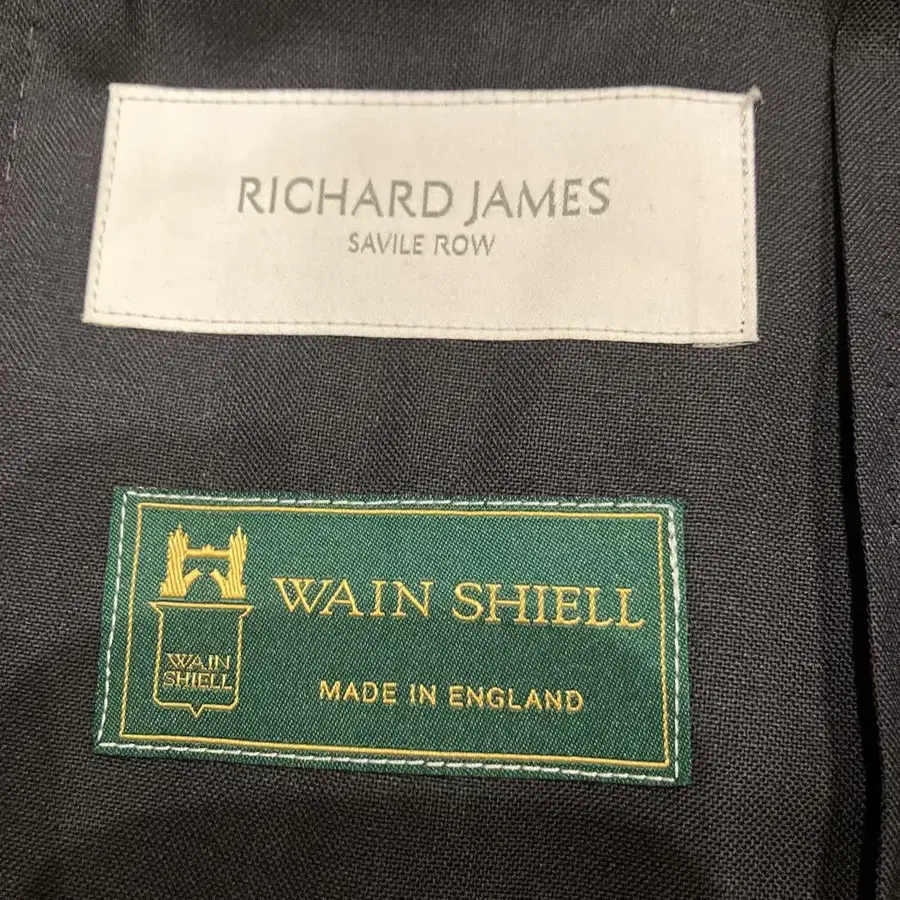 RICHARD JAMES
SAVILE ROW
WAIN SHIELL
WAIN
SHIELL
MADE IN ENGLAND